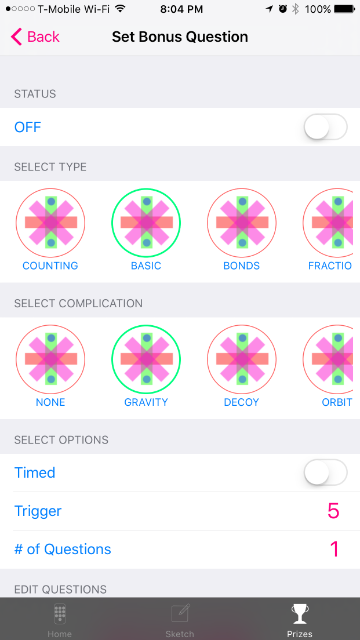 T-Mobile Wi-Fi 8:04 PM 100%
Back Set Bonus Question
STATUS
OFF
SELECT TYPE
COUNTING BASIC BONDS FRACTIO
SELECT COMPLICATION
NONE GRAVITY DECOY ORBIT
SELECT OPTIONS
Timed
Trigger 5
# of Questions 1
EDIT QUESTIONS
Home Sketch Prizes